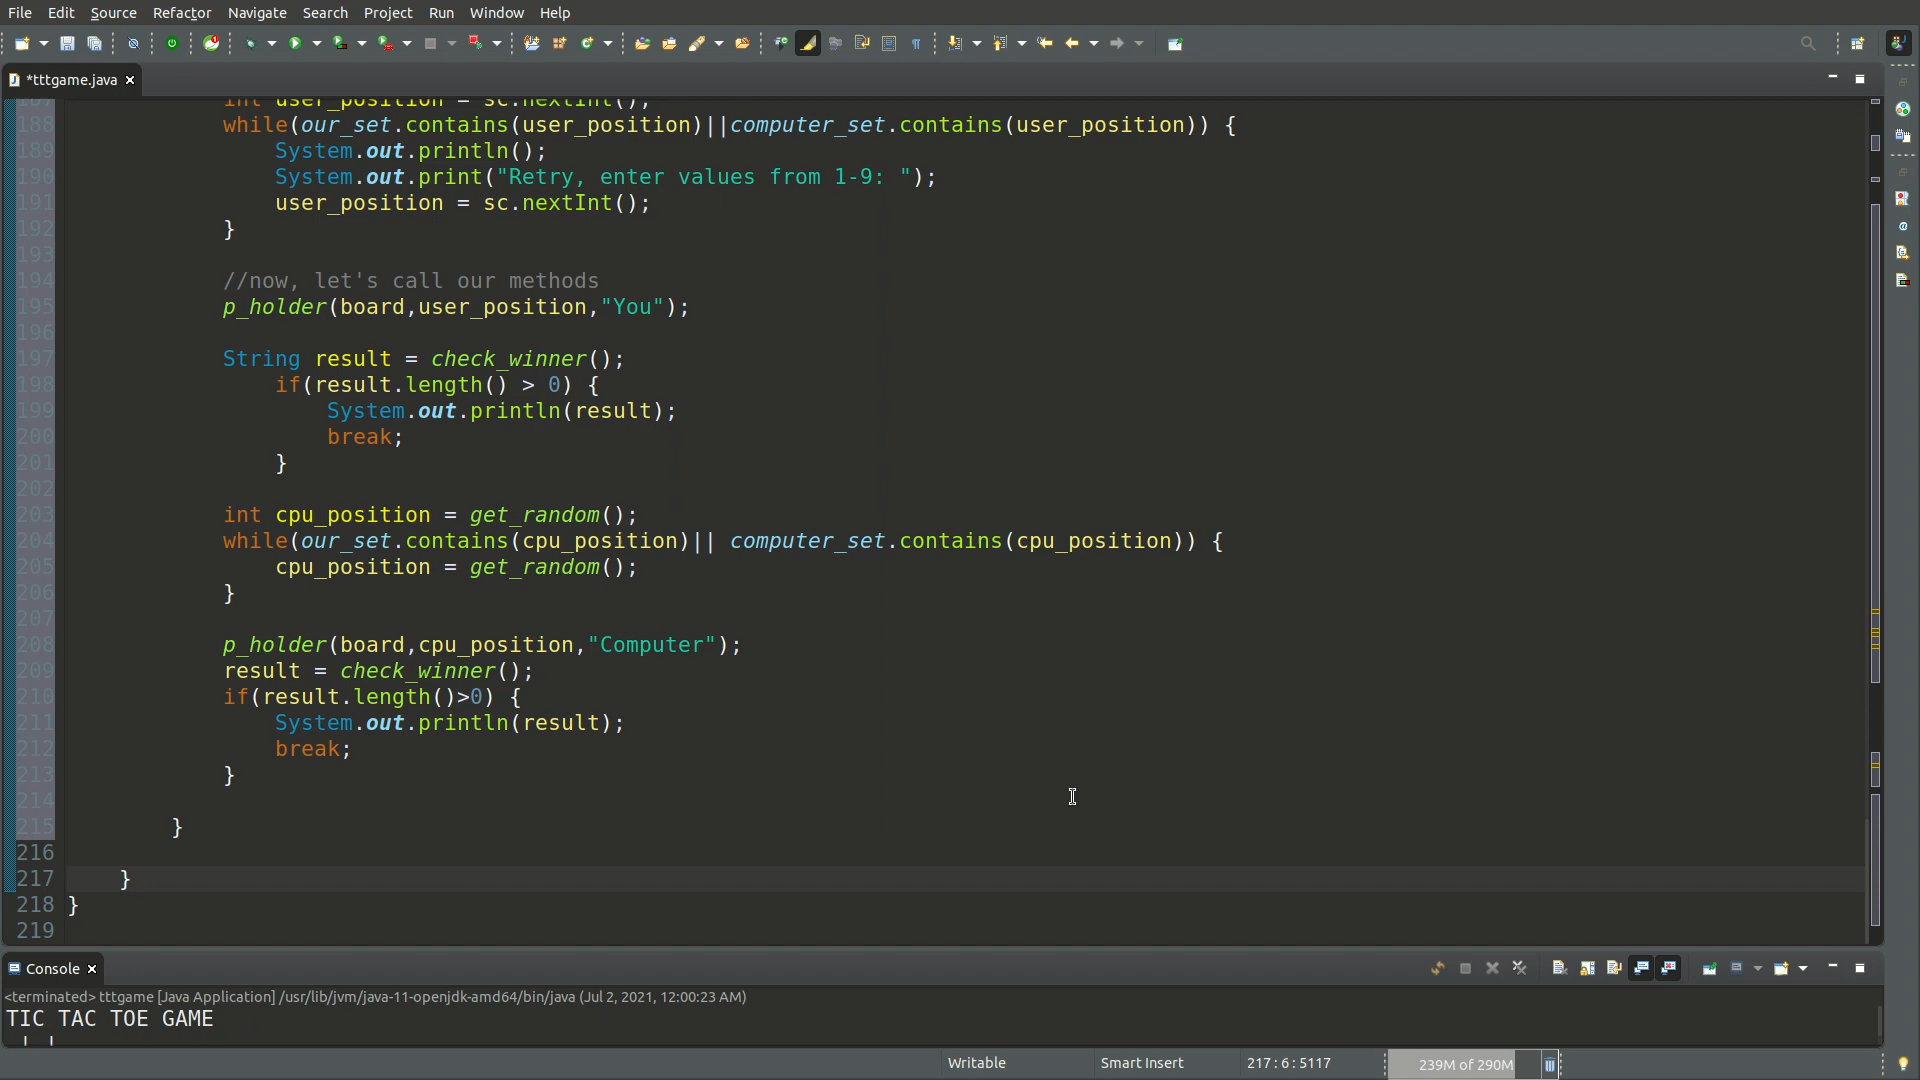 File Edit Source Refactor Navigate Search Project Run Window Help
*tttgame.java
187 int user_position = sc.nextInt();
188 while(our_set.contains(user_position)||computer_set.contains(user_position)) {
189 System.out.println();
190 System.out.print("Retry, enter values from 1-9: ");
191 user_position = sc.nextInt();
192 }
193
194 //now, let's call our methods
195 p_holder(board,user_position,"You");
196
197 String result = check_winner();
198 if(result.length() > 0) {
199 System.out.println(result);
200 break;
201 }
202
203 int cpu_position = get_random();
204 while(our_set.contains(cpu_position)|| computer_set.contains(cpu_position)) {
205 cpu_position = get_random();
206 }
207
208 p_holder(board,cpu_position,"Computer");
209 result = check_winner();
210 if(result.length()>0) {
211 System.out.println(result);
212 break;
213 }
214
215 }
216
217 }
218 }
219
Console
<terminated> tttgame [Java Application] /usr/lib/jvm/java-11-openjdk-amd64/bin/java (Jul 2, 2021, 12:00:23 AM)
TIC TAC TOE GAME
| |
Writable Smart Insert 217 : 6 : 5117 239M of 290M